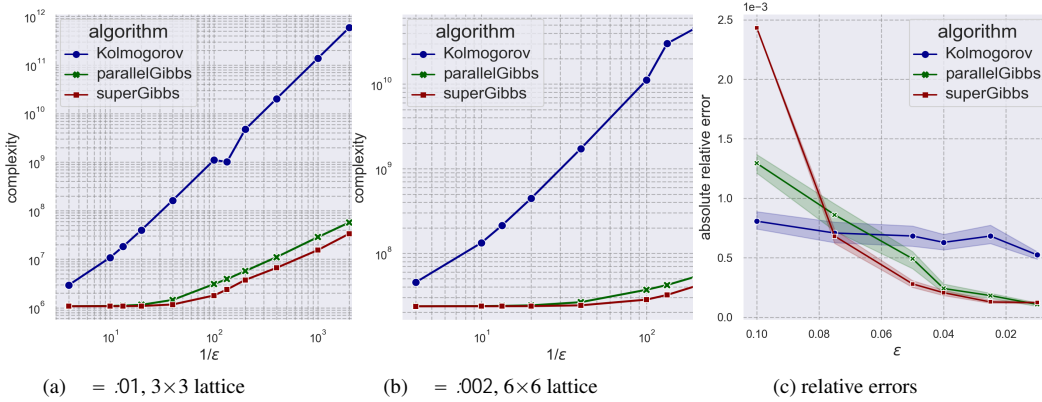 10^12
10^11
10^10
10^9
10^8
10^7
10^6
complexity
algorithm
Kolmogorov
parallelGibbs
superGibbs
10^1 10^2 10^3
1/ε
(a) = .01, 3×3 lattice
10^10
10^9
10^8
complexity
algorithm
Kolmogorov
parallelGibbs
superGibbs
10^1 10^2
1/ε
(b) = .002, 6×6 lattice
1e−3
2.5
2.0
1.5
1.0
0.5
0.0
absolute relative error
algorithm
Kolmogorov
parallelGibbs
superGibbs
0.10 0.08 0.06 0.04 0.02
ε
(c) relative errors